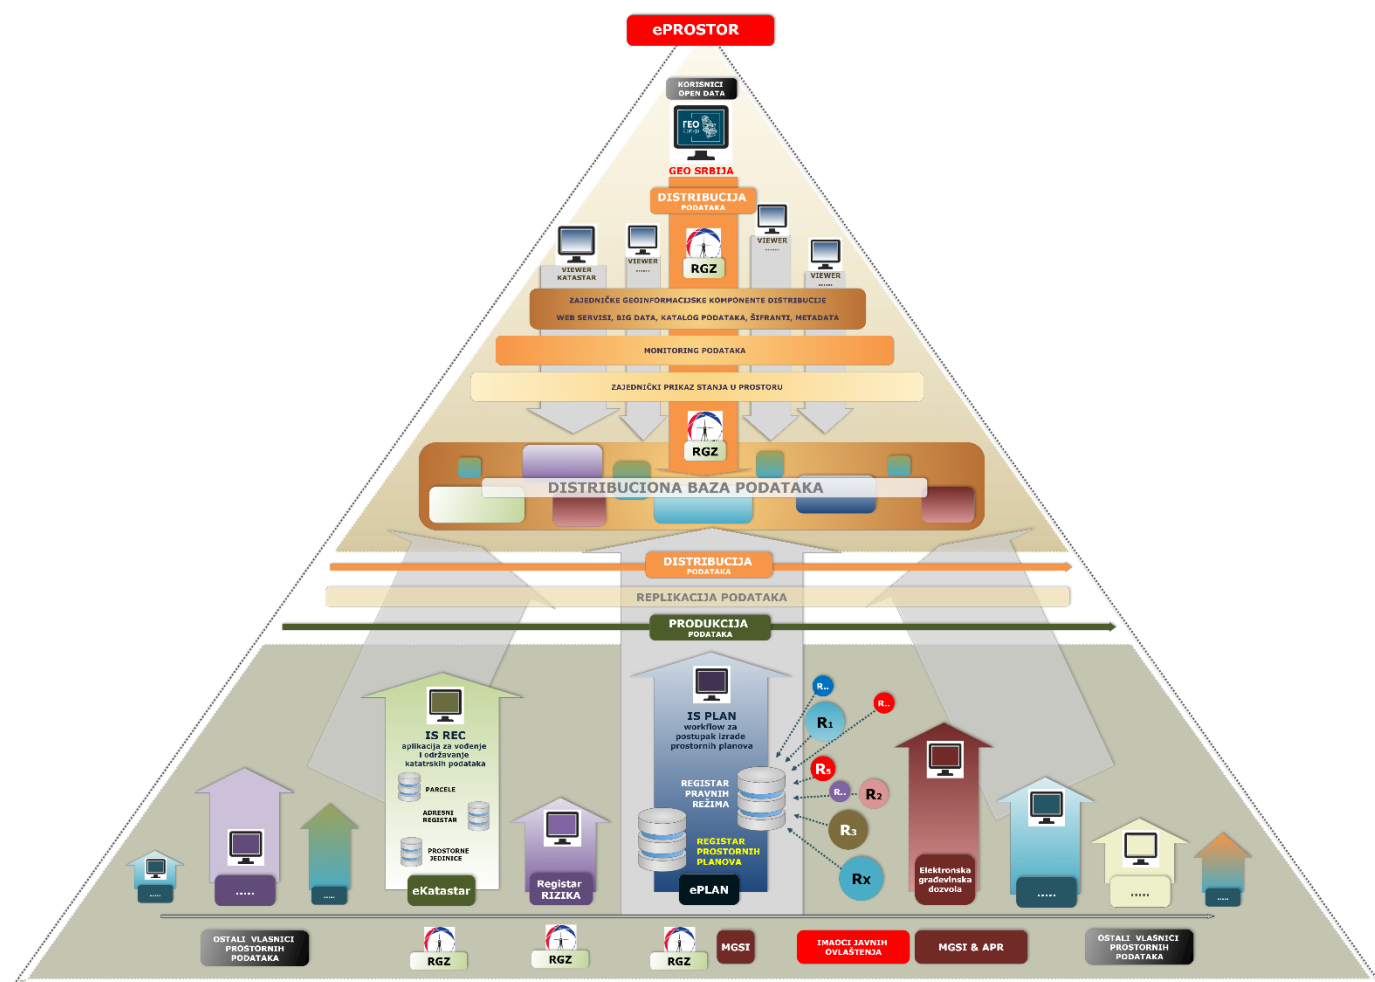 ePROSTOR
KORISNICI
OPEN DATA
ГЕО
GEO SRBIJA
DISTRIBUCIJA
PODATAKA
VIEWER
KATASTAR
VIEWER
......
RGZ
VIEWER
......
VIEWER
......
ZAJEDNIČKE GEOINFORMACIJSKE KOMPONENTE DISTRIBUCIJE
WEB SERVISI, BIG DATA, KATALOG PODATAKA, ŠIFRANTI, METADATA
MONITORING PODATAKA
ZAJEDNIČKI PRIKAZ STANJA U PROSTORU
RGZ
DISTRIBUCIONA BAZA PODATAKA
DISTRIBUCIJA
PODATAKA
REPLIKACIJA PODATAKA
PRODUKCIJA
PODATAKA
.....
.....
.....
IS REC
aplikacija za vođenje
i održavanje
katatrskih podataka
PARCELE
ADRESNI
REGISTAR
PROSTORNE
JEDINICE
eKatastar
Registar
RIZIKA
IS PLAN
workflow za
postupak izrade
prostornih planova
REGISTAR
PRAVNIH
REŽIMA
REGISTAR
PROSTORNIH
PLANOVA
ePLAN
R..
R..
R1
R5
R..
R2
R3
Rx
Elektronska
građevinska
dozvola
.....
.....
.....
OSTALI VLASNICI
PROSTORNIH
PODATAKA
RGZ
RGZ
RGZ
MGSI
IMAOCI JAVNIH
OVLAŠTENJA
MGSI & APR
OSTALI VLASNICI
PROSTORNIH
PODATAKA